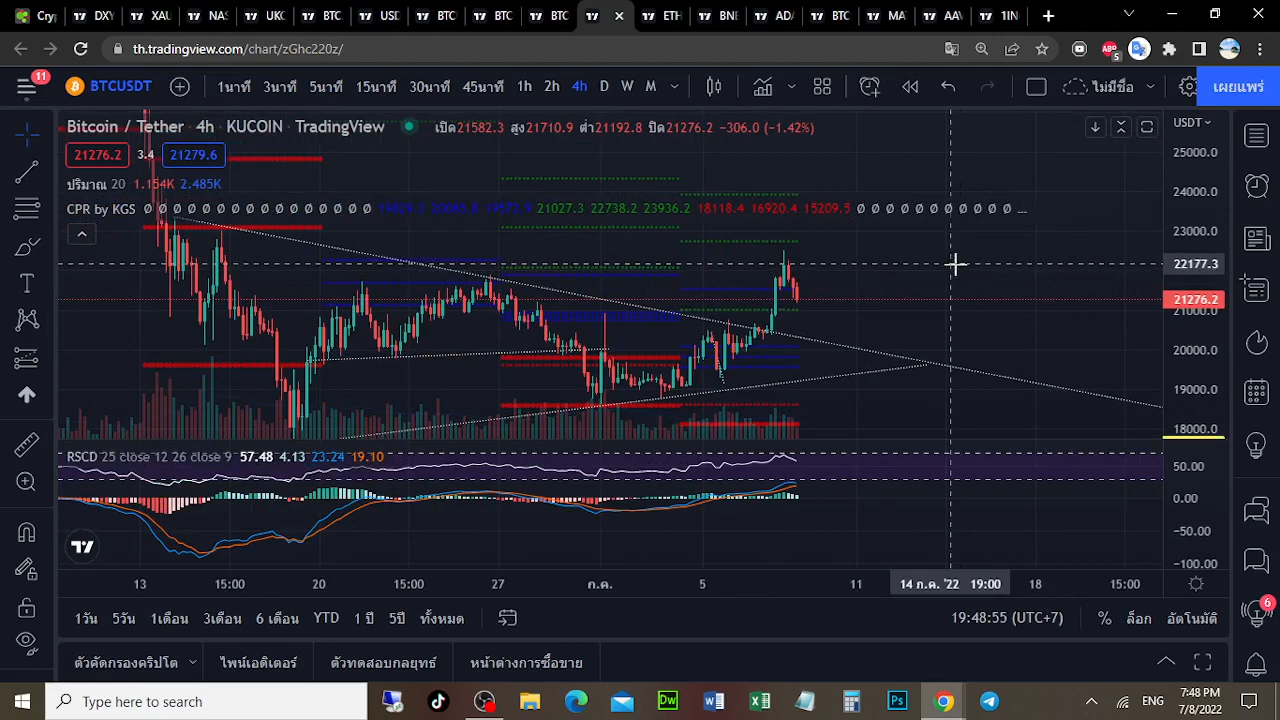 Cryp
DXY
XAU
NAS
UKO
BTC
USD
BTC
BTC
BTC
ETH
BNB
ADA
BTC
MA
AAV
1IN
th.tradingview.com/chart/zGhc220z/
ABP
5
11
BTCUSDT
1นาที
3นาที
5นาที
15นาที
30นาที
45นาที
1h
2h
4h
D
W
M
ไม่มีชื่อ
เผยแพร่
Bitcoin / Tether - 4h - KUCOIN - TradingView
เปิด21582.3 สูง21710.9 ต่ำ21192.8 ปิด21276.2 −306.0 (−1.42%)
USDT
21276.2
3.4
21279.6
ปริมาณ 20 1.154K 2.485K
CPR by KGS Ø Ø Ø Ø Ø Ø Ø Ø Ø Ø Ø Ø Ø 21027.3 22738.2 23936.2 18118.4 16920.4 15209.5 Ø Ø Ø Ø Ø Ø Ø Ø Ø ...
25000.0
24000.0
23000.0
22177.3
21276.2
21000.0
20000.0
19000.0
18000.0
RSCD 25 close 12 26 close 9 57.48 4.13 23.24 19.10
50.00
0.00
−50.00
−100.00
13
15:00
20
15:00
27
ก.ค.
5
11
14 ก.ค. '22 19:00
18
15:00
1วัน
5วัน
1เดือน
3เดือน
6 เดือน
YTD
1 ปี
5ปี
ทั้งหมด
19:48:55 (UTC+7)
%
ล็อก
อัตโนมัติ
6
ตัวคัดกรองคริปโต
ไพน์เอดิเตอร์
ตัวทดสอบกลยุทธ์
หน้าต่างการซื้อขาย
Type here to search
Dw
Ps
ENG
7:48 PM
7/8/2022